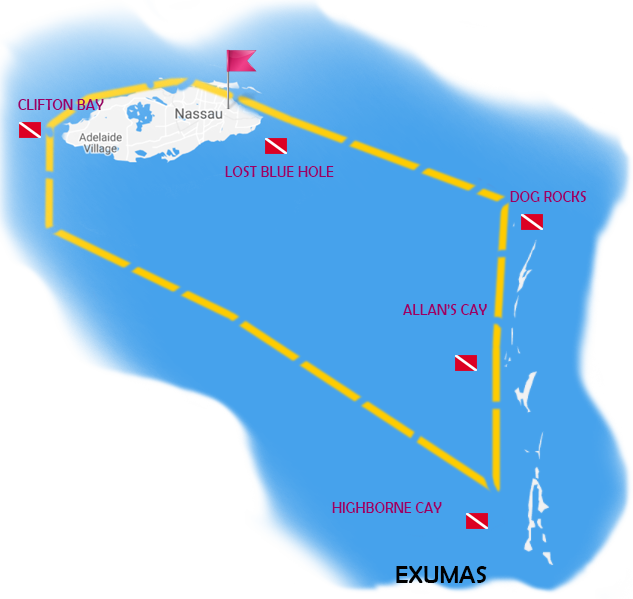 CLIFTON BAY
Nassau
Adelaide
Village
LOST BLUE HOLE
DOG ROCKS
ALLAN'S CAY
HIGHBORNE CAY
EXUMAS